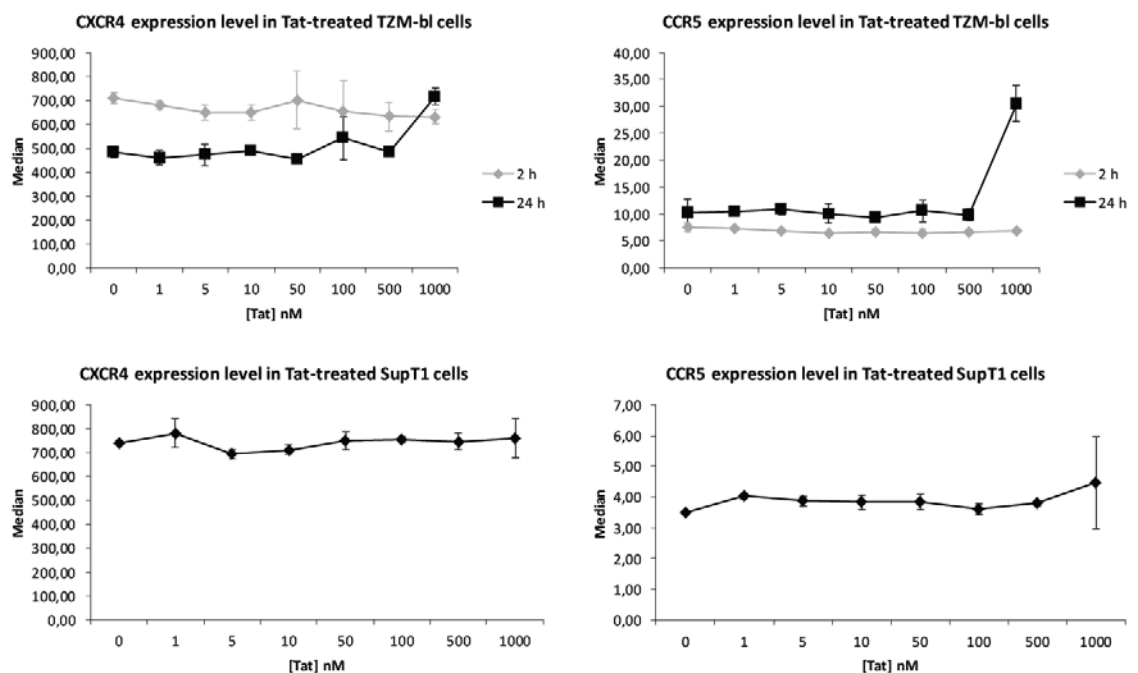 CXCR4 expression level in Tat-treated TZM-bl cells
900,00
800,00
700,00
600,00
500,00
400,00
300,00
200,00
100,00
0,00
Median
0 1 5 10 50 100 500 1000
[Tat] nM
2 h
24 h
CCR5 expression level in Tat-treated TZM-bl cells
40,00
35,00
30,00
25,00
20,00
15,00
10,00
5,00
0,00
Median
0 1 5 10 50 100 500 1000
[Tat] nM
2 h
24 h
CXCR4 expression level in Tat-treated SupT1 cells
900,00
800,00
700,00
600,00
500,00
400,00
300,00
200,00
100,00
0,00
Median
0 1 5 10 50 100 500 1000
[Tat] nM
CCR5 expression level in Tat-treated SupT1 cells
7,00
6,00
5,00
4,00
3,00
2,00
1,00
0,00
Median
0 1 5 10 50 100 500 1000
[Tat] nM